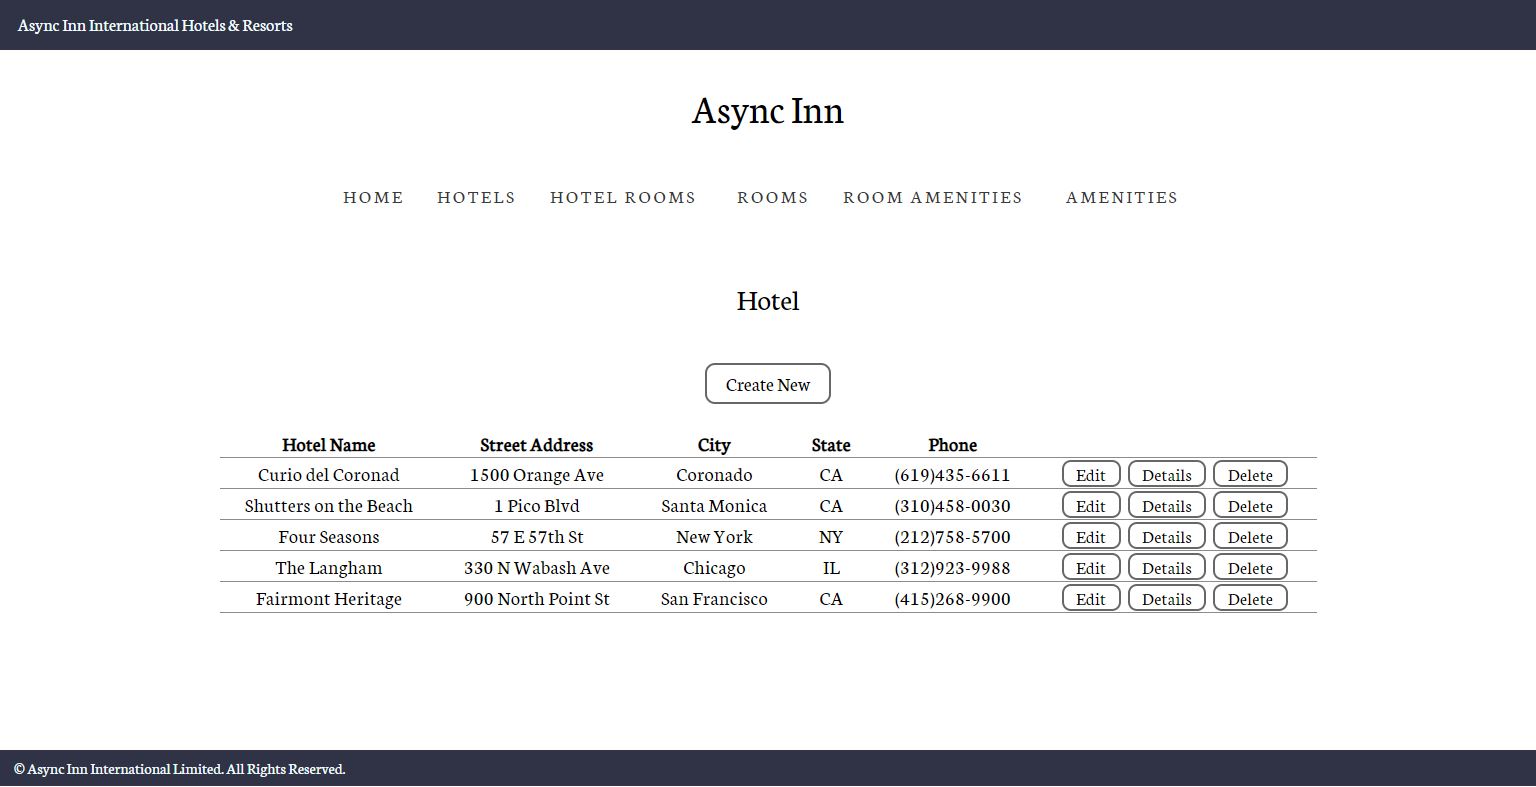 Async Inn International Hotels & Resorts
Async Inn
HOME HOTELS HOTEL ROOMS ROOMS ROOM AMENITIES AMENITIES
Hotel
Create New
Hotel Name Street Address City State Phone
Curio del Coronad 1500 Orange Ave Coronado CA (619)435-6611 Edit Details Delete
Shutters on the Beach 1 Pico Blvd Santa Monica CA (310)458-0030 Edit Details Delete
Four Seasons 57 E 57th St New York NY (212)758-5700 Edit Details Delete
The Langham 330 N Wabash Ave Chicago IL (312)923-9988 Edit Details Delete
Fairmont Heritage 900 North Point St San Francisco CA (415)268-9900 Edit Details Delete
© Async Inn International Limited. All Rights Reserved.